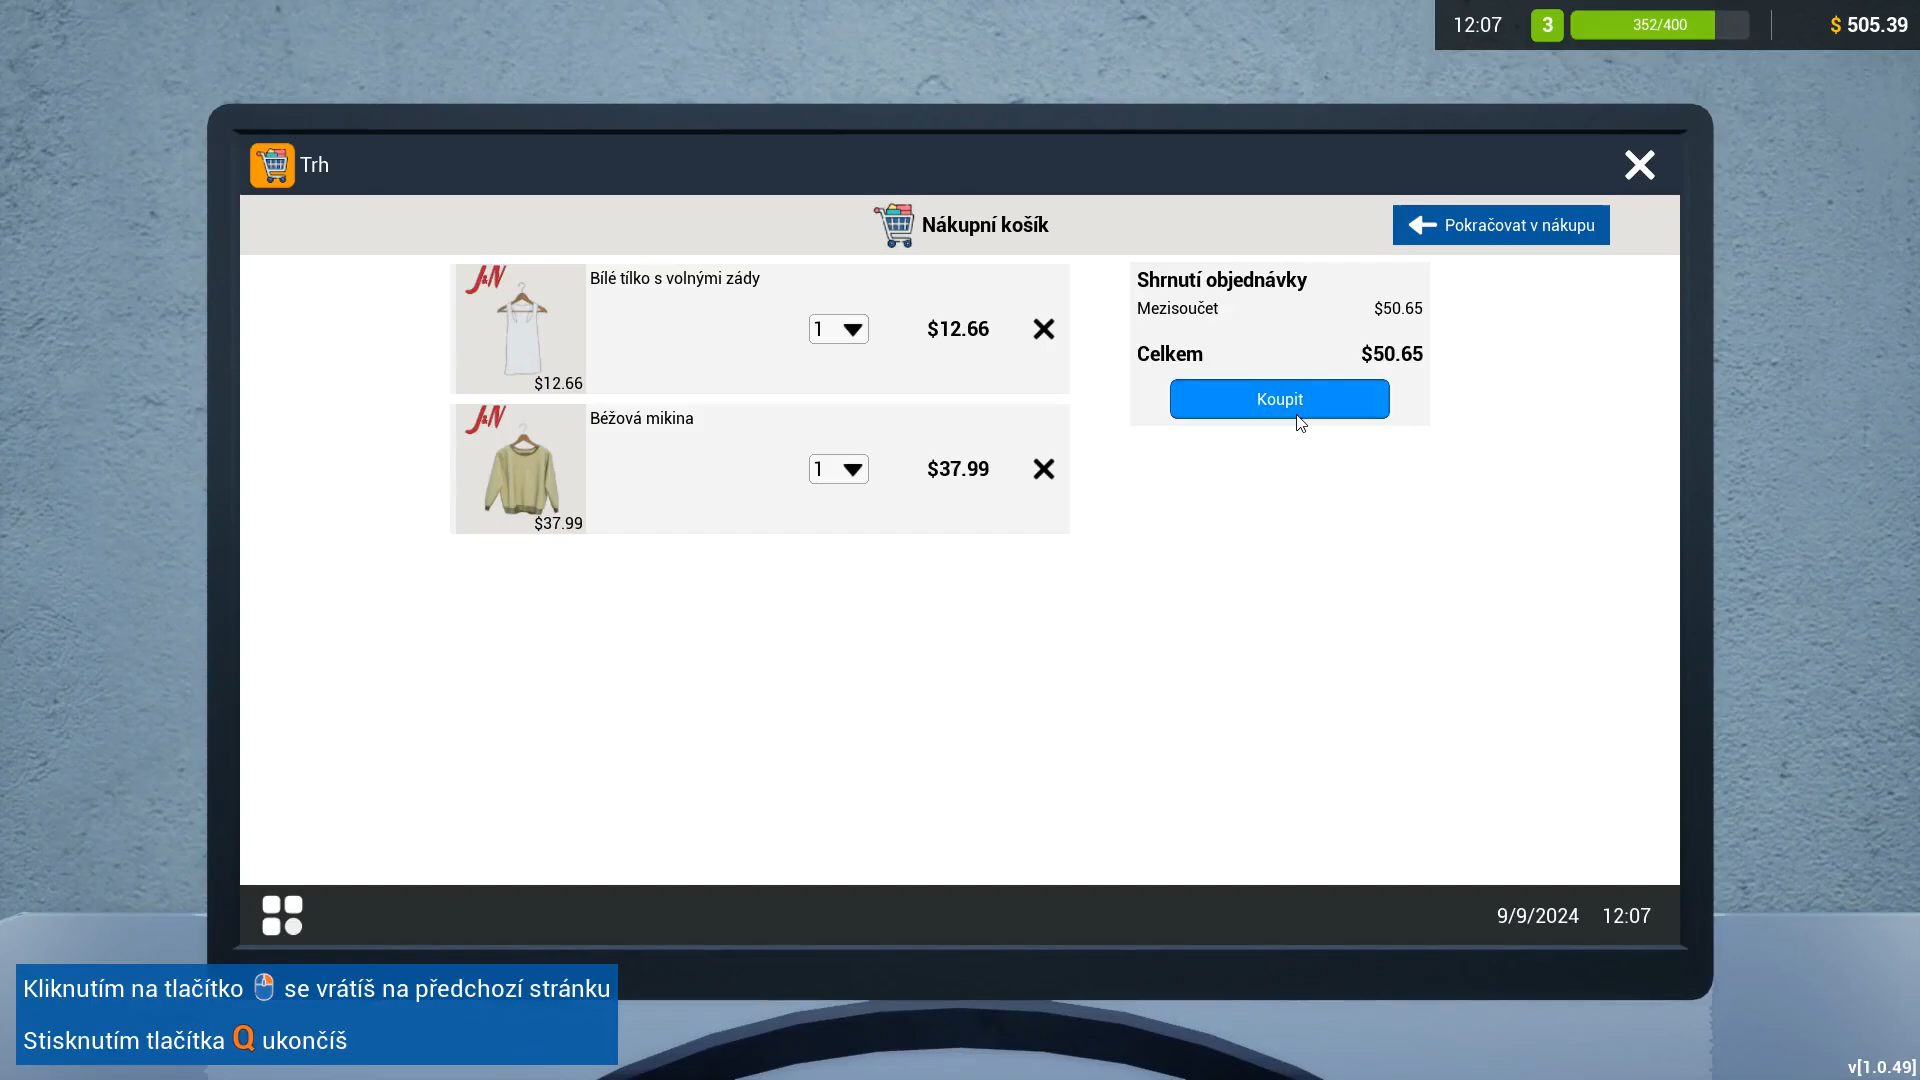 12:07 3 352/400 $ 505.39
Trh
Nákupní košík
Pokračovat v nákupu
J&N
Bílé tílko s volnými zády
1
$12.66
$12.66
J&N
Béžová mikina
1
$37.99
$37.99
Shrnutí objednávky
Mezisoučet $50.65
Celkem $50.65
Koupit
9/9/2024 12:07
Kliknutím na tlačítko se vrátíš na předchozí stránku
Stisknutím tlačítka Q ukončíš
v[1.0.49]